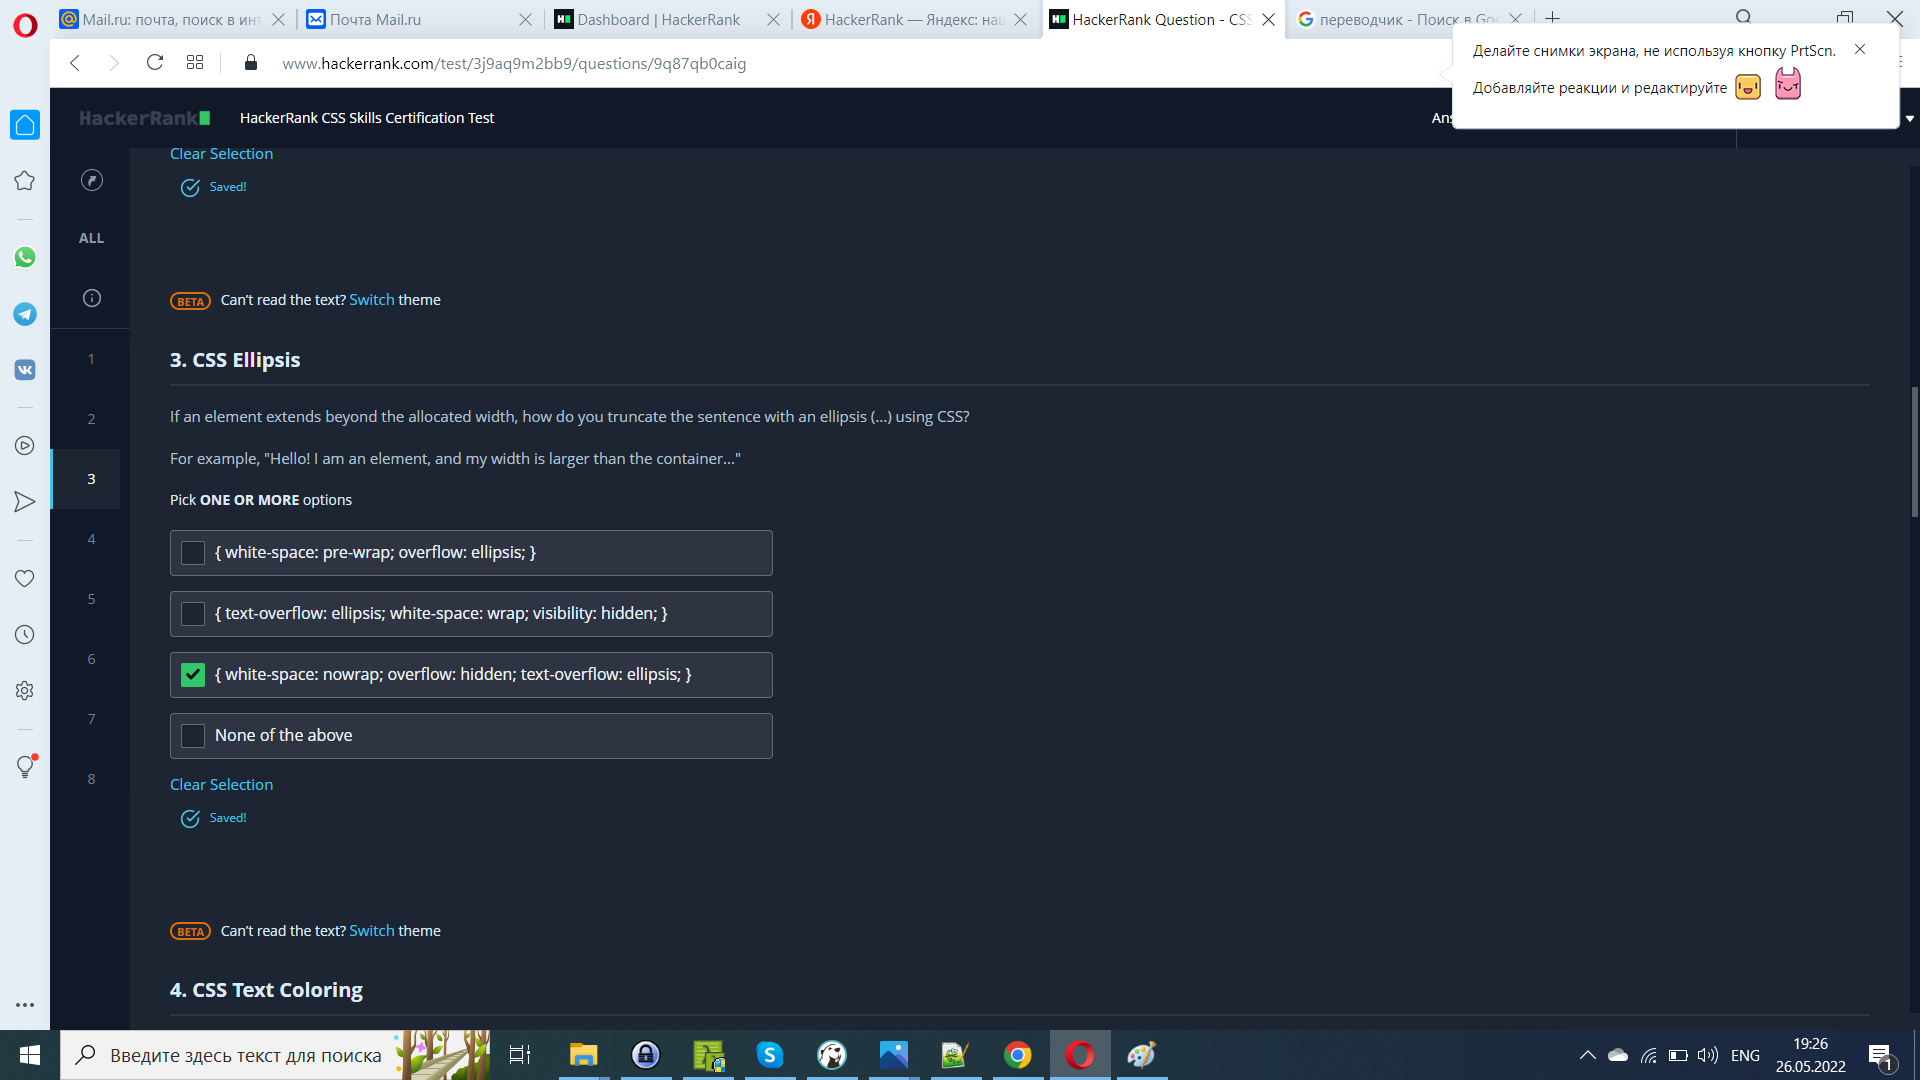 Mail.ru: почта, поиск в инт
Почта Mail.ru
Dashboard | HackerRank
HackerRank — Яндекс: наш
HackerRank Question - CSS
переводчик - Поиск в Goo
www.hackerrank.com/test/3j9aq9m2bb9/questions/9q87qb0caig
Делайте снимки экрана, не используя кнопку PrtScn.
Добавляйте реакции и редактируйте
HackerRank
HackerRank CSS Skills Certification Test
Ans
Clear Selection
Saved!
ALL
BETA Can't read the text? Switch theme
1
2
3
4
5
6
7
8
3. CSS Ellipsis
If an element extends beyond the allocated width, how do you truncate the sentence with an ellipsis (...) using CSS?
For example, "Hello! I am an element, and my width is larger than the container..."
Pick ONE OR MORE options
{ white-space: pre-wrap; overflow: ellipsis; }
{ text-overflow: ellipsis; white-space: wrap; visibility: hidden; }
{ white-space: nowrap; overflow: hidden; text-overflow: ellipsis; }
None of the above
Clear Selection
Saved!
BETA Can't read the text? Switch theme
4. CSS Text Coloring
Введите здесь текст для поиска
ENG
19:26
26.05.2022
1